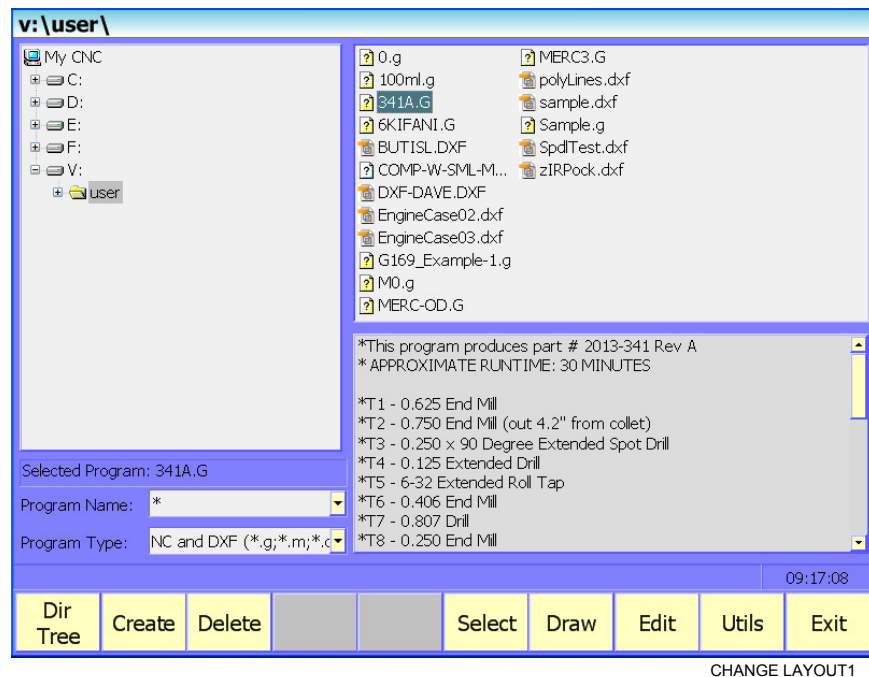 v:\user\
My CNC
C:
D:
E:
F:
V:
user
0.g
100ml.g
341A.G
6KIFANI.G
BUTISL.DXF
COMP-W-SML-M...
DXF-DAVE.DXF
EngineCase02.dxf
EngineCase03.dxf
G169_Example-1.g
M0.g
MERC-OD.G
MERC3.G
polyLines.dxf
sample.dxf
Sample.g
SpdlTest.dxf
zIRPock.dxf
*This program produces part # 2013-341 Rev A
* APPROXIMATE RUNTIME: 30 MINUTES
*T1 - 0.625 End Mill
*T2 - 0.750 End Mill (out 4.2" from collet)
*T3 - 0.250 x 90 Degree Extended Spot Drill
*T4 - 0.125 Extended Drill
*T5 - 6-32 Extended Roll Tap
*T6 - 0.406 End Mill
*T7 - 0.807 Drill
*T8 - 0.250 End Mill
Selected Program: 341A.G
Program Name: *
Program Type: NC and DXF (*.g;*.m;*.c
09:17:08
Dir Tree
Create
Delete
Select
Draw
Edit
Utils
Exit
CHANGE LAYOUT1